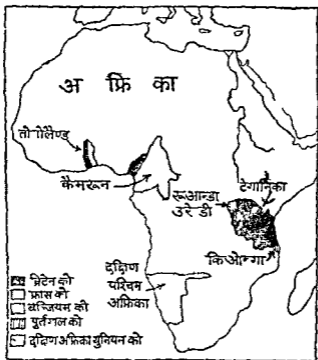 अ फ्रि का
तोगोलैण्ड
कैमरून
रूआन्डा
उरेडी
टेगानिका
किओन्गा
दक्षिण
पश्चिम
अफ्रिका
ब्रिटेन को
फ्रांस को
बेल्जियम को
पुर्तगाल को
दक्षिण अफ्रिका युनियन को